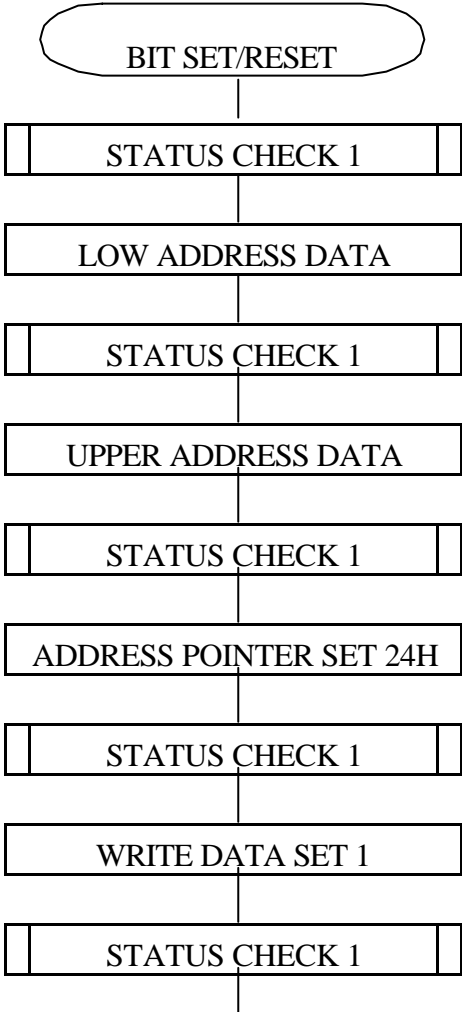 BIT SET/RESET
STATUS CHECK 1
LOW ADDRESS DATA
STATUS CHECK 1
UPPER ADDRESS DATA
STATUS CHECK 1
ADDRESS POINTER SET 24H
STATUS CHECK 1
WRITE DATA SET 1
STATUS CHECK 1